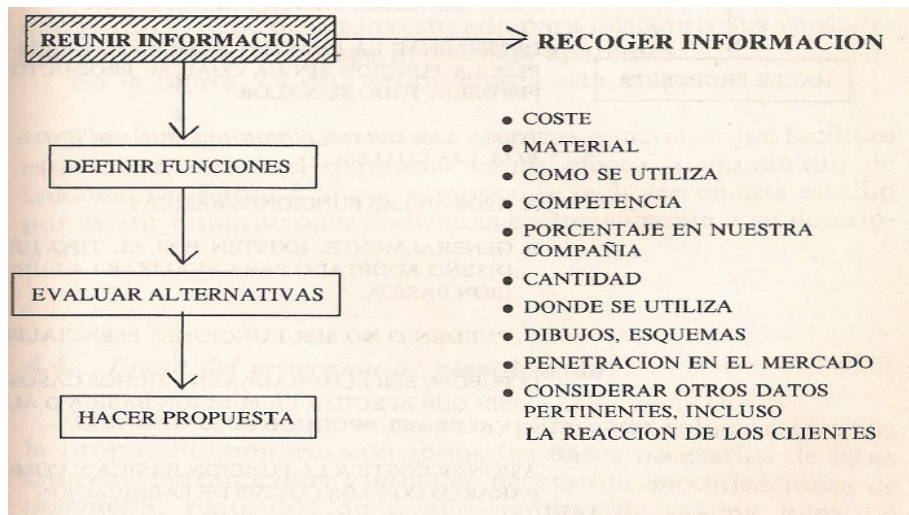 REUNIR INFORMACION
RECOGER INFORMACION
DEFINIR FUNCIONES
EVALUAR ALTERNATIVAS
HACER PROPUESTA
• COSTE
• MATERIAL
• COMO SE UTILIZA
• COMPETENCIA
• PORCENTAJE EN NUESTRA
COMPAÑIA
• CANTIDAD
• DONDE SE UTILIZA
• DIBUJOS, ESQUEMAS
• PENETRACION EN EL MERCADO
• CONSIDERAR OTROS DATOS
PERTINENTES, INCLUSO
LA REACCION DE LOS CLIENTES